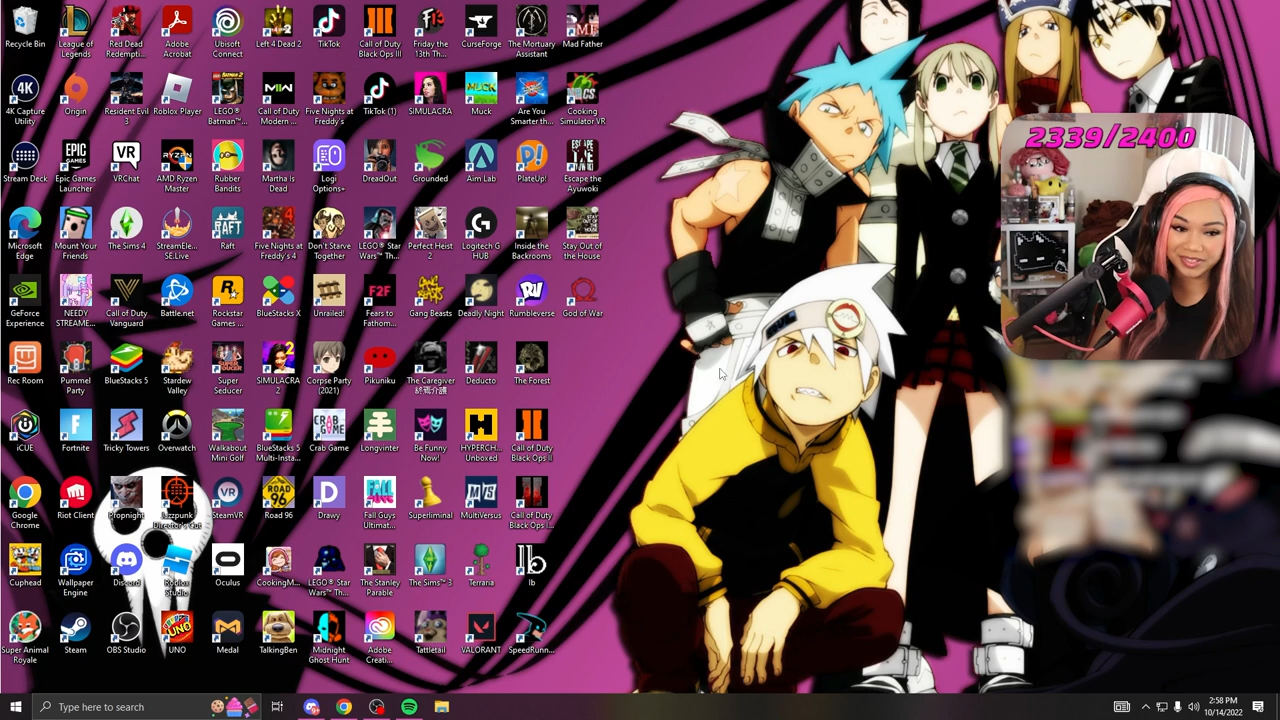 Recycle Bin
League of
Legends
Red Dead
Redempti...
Adobe
Acrobat
Ubisoft
Connect
Left 4 Dead 2
TikTok
Call of Duty
Black Ops III
Friday the
13th Th...
CurseForge
The Mortuary
Assistant
Mad Father
4K Capture
Utility
Origin
Resident Evil
3
Roblox Player
LEGO®
Batman™...
Call of Duty
Modern ...
Five Nights at
Freddy's
TikTok (1)
SIMULACRA
Muck
Are You
Smarter th...
Cooking
Simulator VR
Stream Deck
Epic Games
Launcher
VRChat
AMD Ryzen
Master
Rubber
Bandits
Martha is
Dead
Logi
Options+
DreadOut
Grounded
Aim Lab
PlateUp!
Escape the
Ayuwoki
Microsoft
Edge
Mount Your
Friends
The Sims 4
StreamEle...
SE.Live
Raft
Five Nights at
Freddy's 4
Don't Starve
Together
LEGO® Star
Wars™ Th...
Perfect Heist
2
Logitech G
HUB
Inside the
Backrooms
Stay Out of
the House
GeForce
Experience
NEEDY
STREAME...
Call of Duty
Vanguard
Battle.net
Rockstar
Games ...
BlueStacks X
Unrailed!
Fears to
Fathom...
Gang Beasts
Deadly Night
Rumbleverse
God of War
Rec Room
Pummel
Party
BlueStacks 5
Stardew
Valley
Super
Seducer
SIMULACRA
2
Corpse Party
(2021)
Pikuniku
The Caregiver
終焉介護
Deducto
The Forest
iCUE
Fortnite
Tricky Towers
Overwatch
Walkabout
Mini Golf
BlueStacks 5
Multi-Insta...
Crab Game
Longvinter
Be Funny
Now!
HYPERCH...
Unboxed
Call of Duty
Black Ops II
Google
Chrome
Riot Client
Propnight
Jazzpunk
Director's Cut
SteamVR
Road 96
Drawy
Fall Guys
Ultimat...
Superliminal
MultiVersus
Call of Duty
Black Ops I...
Cuphead
Wallpaper
Engine
Discord
Roblox
Studio
Oculus
CookingM...
LEGO® Star
Wars™ Th...
The Stanley
Parable
The Sims™ 3
Terraria
Ib
Super Animal
Royale
Steam
OBS Studio
UNO
Medal
TalkingBen
Midnight
Ghost Hunt
Adobe
Creati...
Tattletail
VALORANT
SpeedRunn...
2339/2400
Type here to search
2:58 PM
10/14/2022